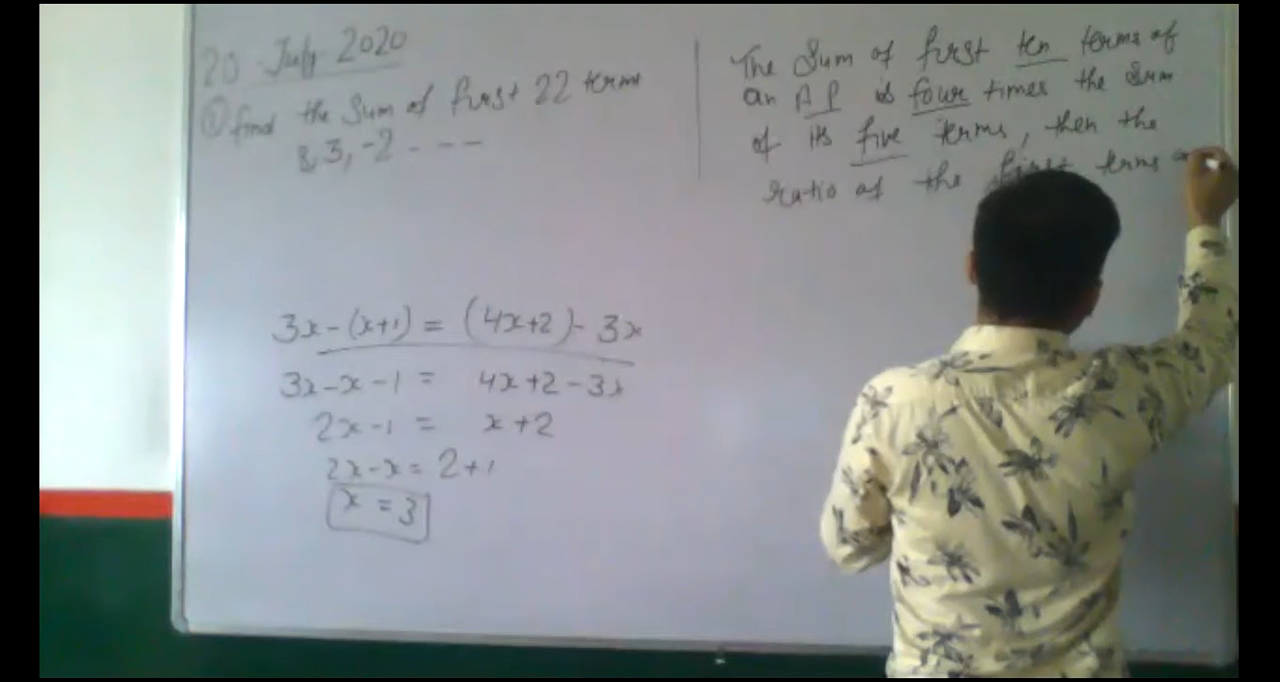 20 July 2020
① find the Sum of first 22 terms
8, 3, -2 - - -
3x-(x+1) = (4x+2)- 3x
3x-x-1 = 4x+2-3x
2x-1 = x+2
2x-x = 2+1
x = 3
The Sum of first ten terms of
an AP is four times the Sum
of its five terms, then the
ratio of the first terms